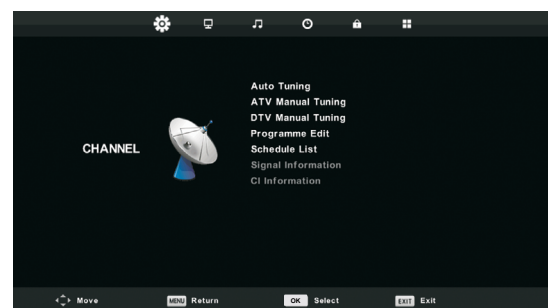 CHANNEL
Auto Tuning
ATV Manual Tuning
DTV Manual Tuning
Programme Edit
Schedule List
Signal Information
CI Information
Move MENU Return OK Select EXIT Exit